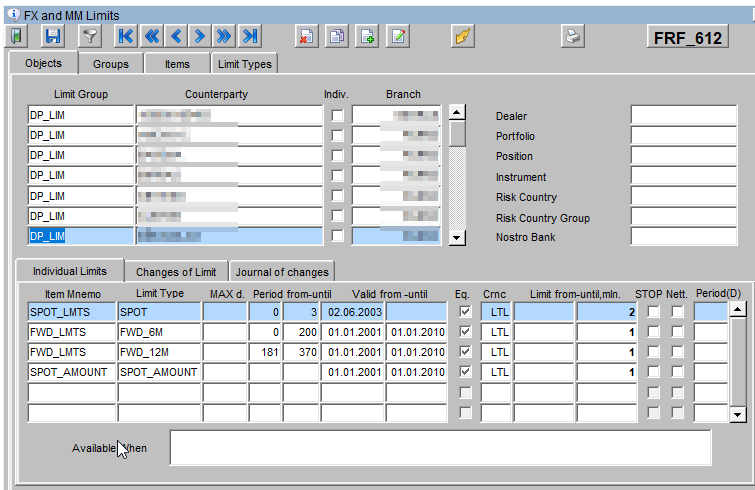 FX and MM Limits
FRF_612
Objects Groups Items Limit Types
Limit Group Counterparty Indiv. Branch
DP_LIM Dealer
DP_LIM Portfolio
DP_LIM Position
DP_LIM Instrument
DP_LIM Risk Country
DP_LIM Risk Country Group
DP_LIM Nostro Bank
Individual Limits Changes of Limit Journal of changes
Item Mnemo Limit Type MAX d. Period from-until Valid from -until Eq. Crnc Limit from-until,mln. STOP Nett. Period(D)
SPOT_LMTS SPOT 0 3 02.06.2003 LTL 2
FWD_LMTS FWD_6M 0 200 01.01.2001 01.01.2010 LTL 1
FWD_LMTS FWD_12M 181 370 01.01.2001 01.01.2010 LTL 1
SPOT_AMOUNT SPOT_AMOUNT 01.01.2001 01.01.2010 LTL 1
Available When